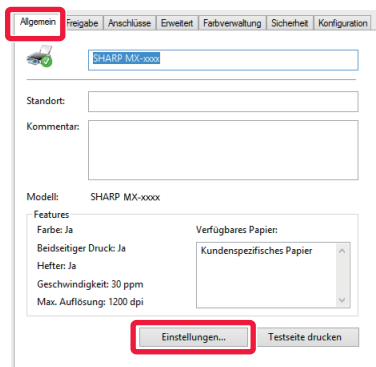 Allgemein Freigabe Anschlüsse Erweitert Farbverwaltung Sicherheit Konfiguration
SHARP MX-xxxx
Standort:
Kommentar:
Modell: SHARP MX-xxxx
Features
Farbe: Ja Verfügbares Papier:
Beidseitiger Druck: Ja Kundenspezifisches Papier
Hefter: Ja
Geschwindigkeit: 30 ppm
Max. Auflösung: 1200 dpi
Einstellungen... Testseite drucken